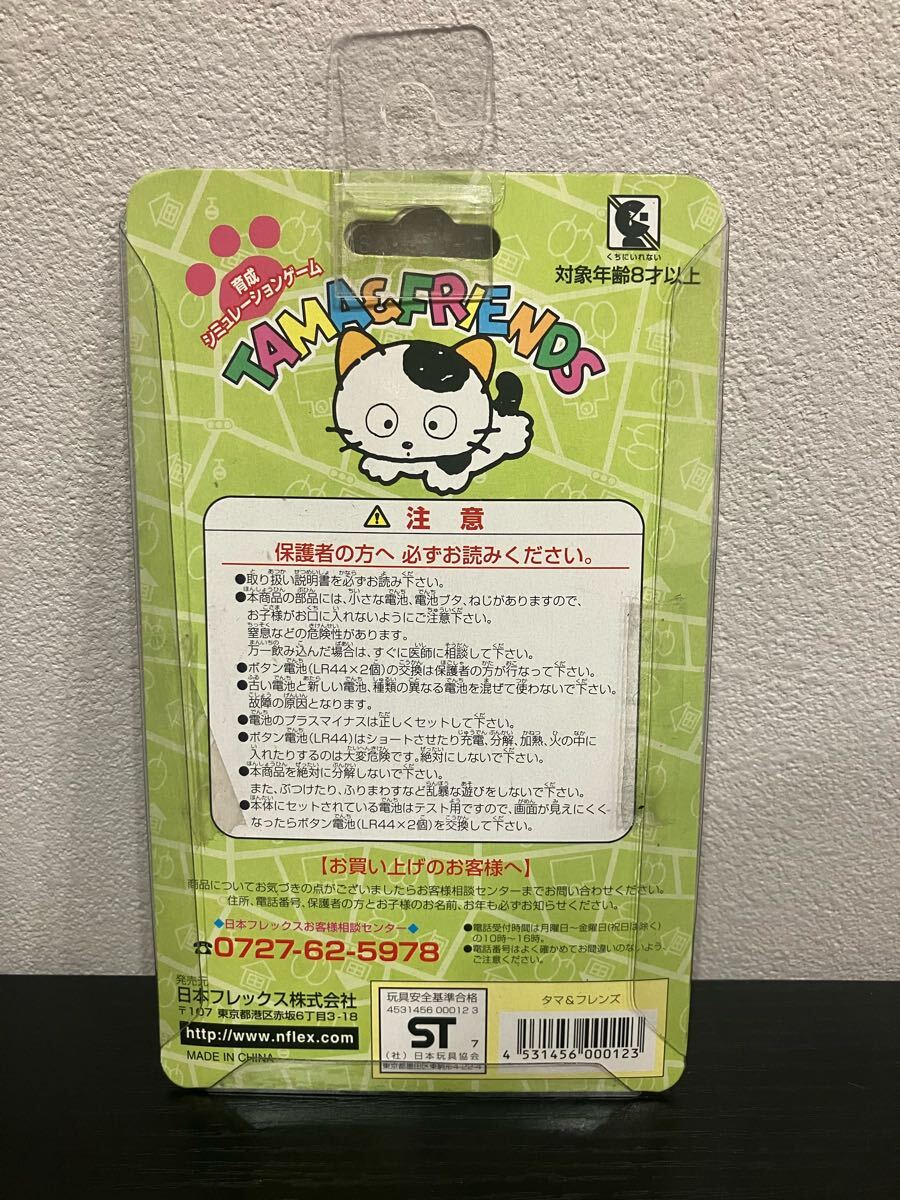 育成
シミュレーションゲーム
TAMA&FRIENDS
くちにいれない
対象年齢8才以上
注意
保護者の方へ 必ずお読みください。
●取り扱い説明書を必ずお読み下さい。
●本商品の部品には、小さな電池、電池ブタ、ねじがありますので、
お子様がお口に入れないようにご注意下さい。
窒息などの危険性があります。
万一飲み込んだ場合は、すぐに医師に相談して下さい。
●ボタン電池(LR44×2個)の交換は保護者の方が行なって下さい。
●古い電池と新しい電池、種類の異なる電池を混ぜて使わないで下さい。
故障の原因となります。
●電池のプラスマイナスは正しくセットして下さい。
●ボタン電池(LR44)はショートさせたり充電、分解、加熱、火の中に
入れたりするのは大変危険です。絶対にしないで下さい。
●本商品を絶対に分解しないで下さい。
また、ぶつけたり、ふりまわすなど乱暴な遊びをしないで下さい。
●本体にセットされている電池はテスト用ですので、画面が見えにくく
なったらボタン電池(LR44×2個)を交換して下さい。
【お買い上げのお客様へ】
商品についてお気づきの点がございましたらお客様相談センターまでお問い合わせください。
住所、電話番号、保護者の方とお子様のお名前、お年も必ずお知らせください。
◆日本フレックスお客様相談センター◆
☎0727-62-5978
●電話受付時間は月曜日〜金曜日(祝日は除く)
の10時〜16時。
●電話番号はよく確かめてお間違いのないよう、
ご注意ください。
発売元
日本フレックス株式会社
〒107 東京都港区赤坂6丁目3-18
http://www.nflex.com
MADE IN CHINA
玩具安全基準合格
4531456 00012 3
ST
7
(社)日本玩具協会
東京都墨田区東駒形4-22-4
タマ&フレンズ
4 531456 000123